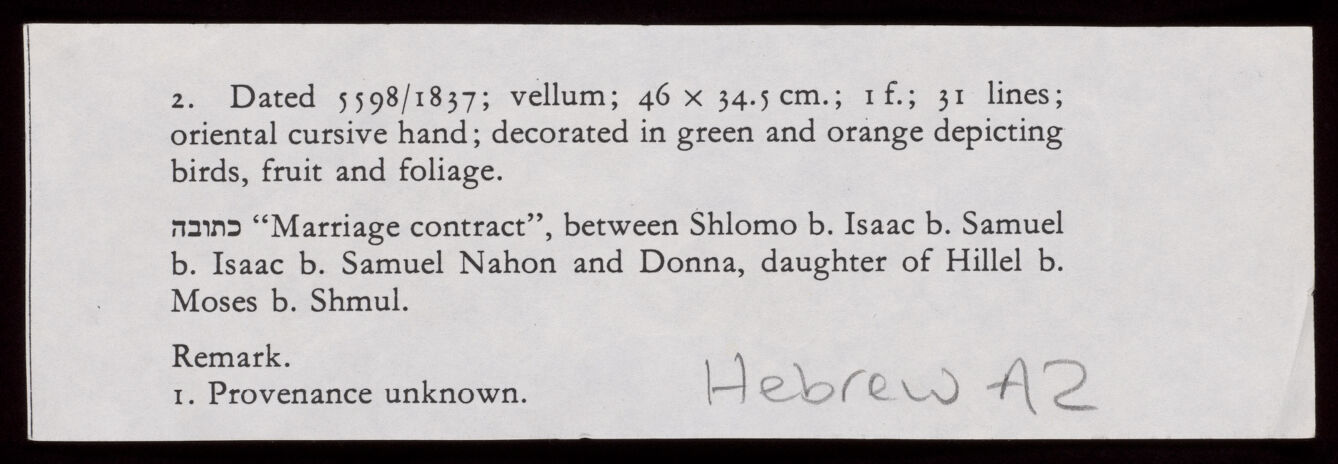 2. Dated 5598/1837; vellum; 46 × 34.5 cm.; 1 f.; 31 lines;
oriental cursive hand; decorated in green and orange depicting
birds, fruit and foliage.
כתובה “Marriage contract”, between Shlomo b. Isaac b. Samuel
b. Isaac b. Samuel Nahon and Donna, daughter of Hillel b.
Moses b. Shmul.
Remark.
1. Provenance unknown.
Hebrew A2